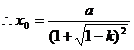 ∴ x₀ = a / (1 + √(1 − k))²